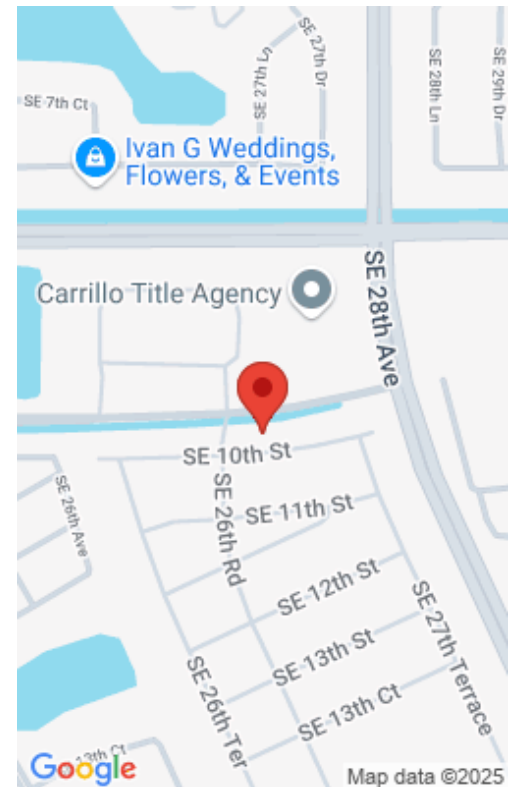 SE 27th Dr
SE 27th Ln
SE 28th Ln
SE 29th Dr
SE 7th Ct
Ivan G Weddings,
Flowers, & Events
SE 28th Ave
Carrillo Title Agency
SE 10th St
SE 26th Ave
SE 26th Rd
SE 11th St
SE 12th St
SE 27th Terrace
SE 13th St
SE 26th Ter
SE 13th Ct
13th Ct
Google
Map data ©2025